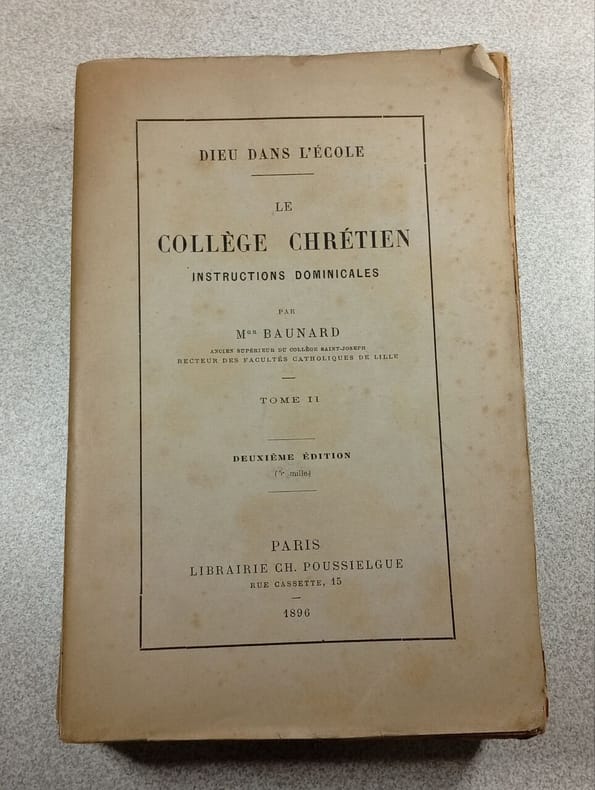 DIEU DANS L'ÉCOLE
LE
COLLÈGE CHRÉTIEN
INSTRUCTIONS DOMINICALES
PAR
Mgr BAUNARD
ANCIEN SUPÉRIEUR DU COLLÈGE SAINT-JOSEPH
RECTEUR DES FACULTÉS CATHOLIQUES DE LILLE
TOME II
DEUXIÈME ÉDITION
mille)
PARIS
LIBRAIRIE CH. POUSSIELGUE
RUE CASSETTE, 15
1896